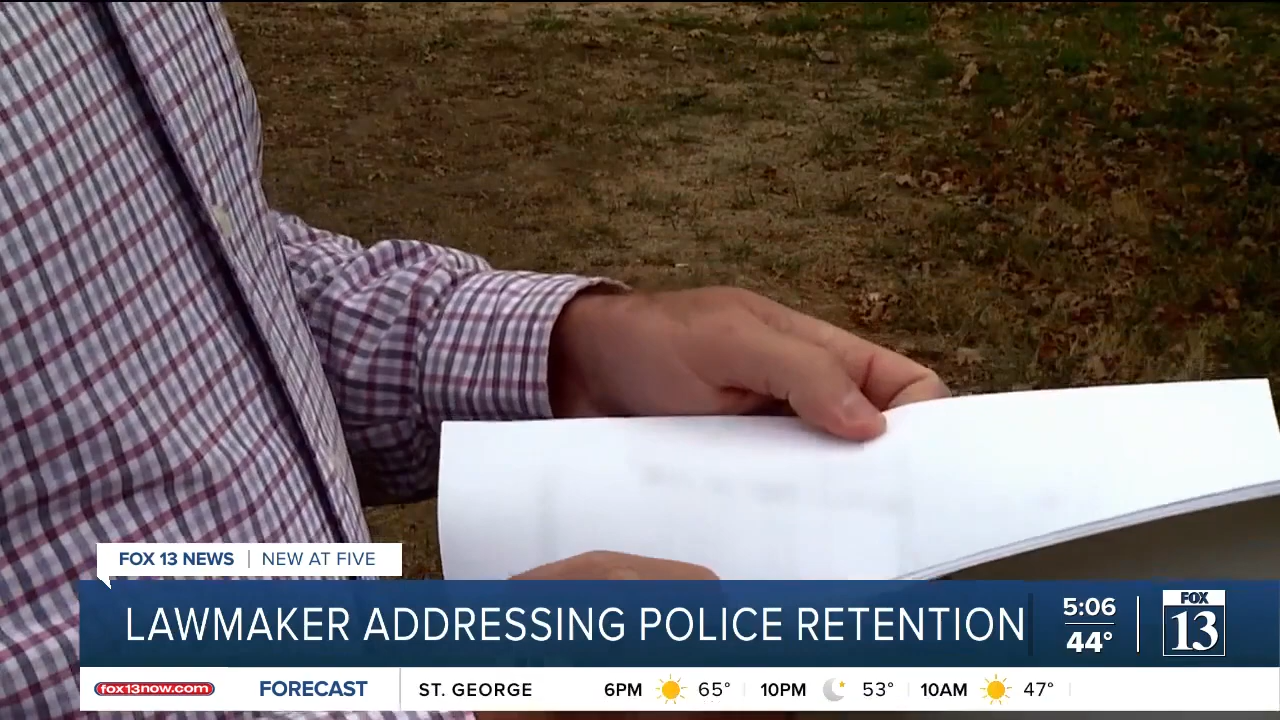 FOX 13 NEWS | NEW AT FIVE
LAWMAKER ADDRESSING POLICE RETENTION
5:06
44°
FOX
13
fox13now.com FORECAST ST. GEORGE 6PM 65° 10PM 53° 10AM 47°